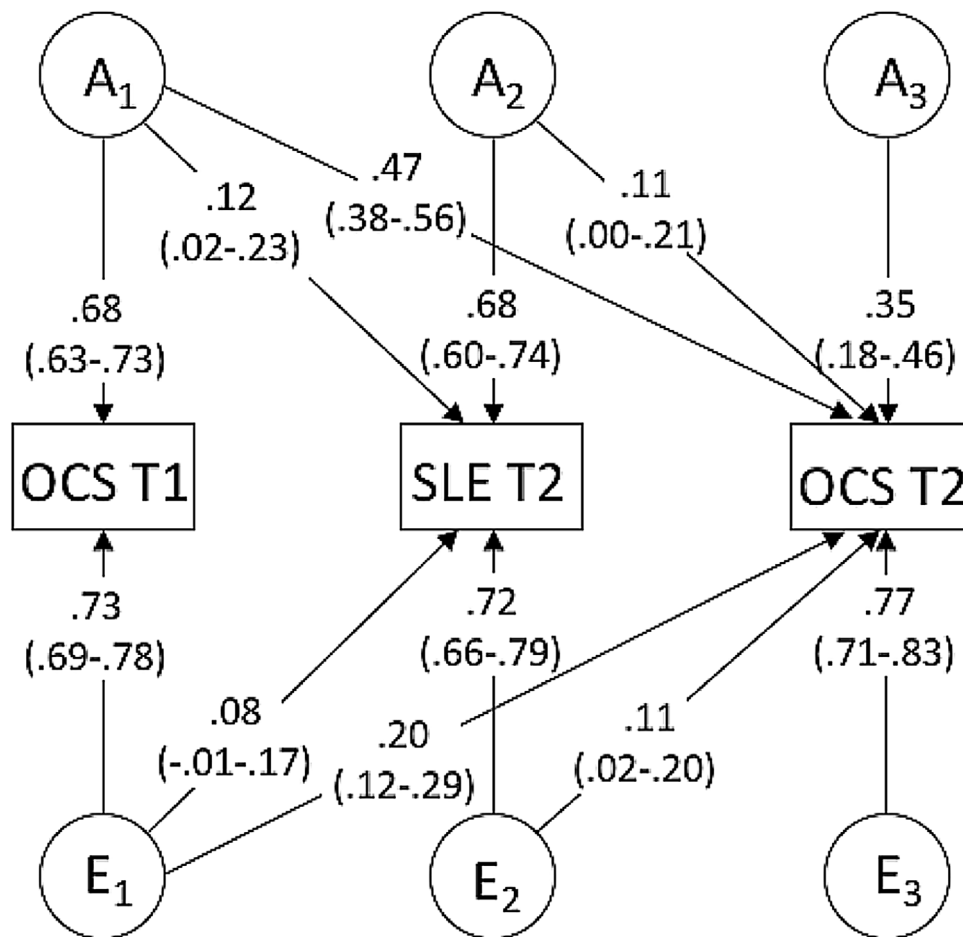 A1 A2 A3
.47
.12 .11
(.38-.56)
(.02-.23) (.00-.21)
.68 .68 .35
(.63-.73) (.60-.74) (.18-.46)
OCS T1 SLE T2 OCS T2
.73 .72 .77
(.69-.78) (.66-.79) (.71-.83)
.08 .20 .11
(-.01-.17) (.12-.29) (.02-.20)
E1 E2 E3